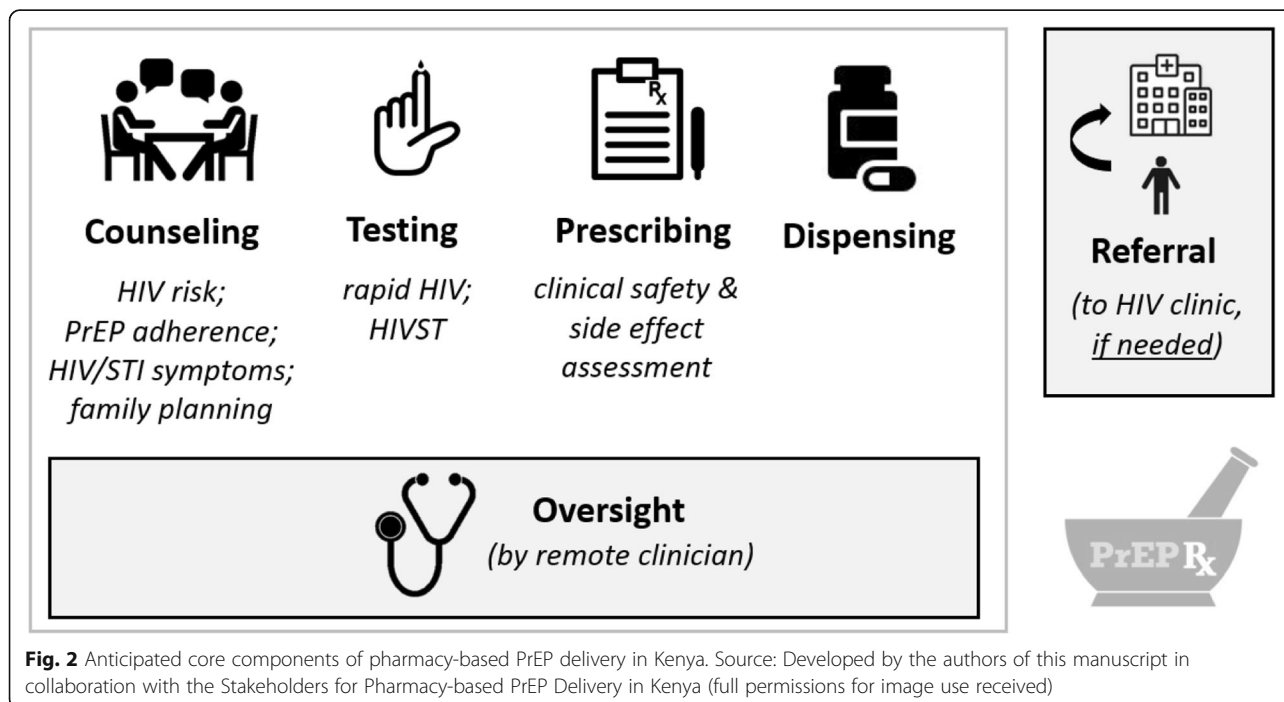 Rx
Counseling
HIV risk;
PrEP adherence;
HIV/STI symptoms;
family planning
Testing
rapid HIV;
HIVST
Prescribing
clinical safety &
side effect
assessment
Dispensing
Oversight
(by remote clinician)
Referral
(to HIV clinic,
if needed)
PrEP Rx
Fig. 2 Anticipated core components of pharmacy-based PrEP delivery in Kenya. Source: Developed by the authors of this manuscript in
collaboration with the Stakeholders for Pharmacy-based PrEP Delivery in Kenya (full permissions for image use received)